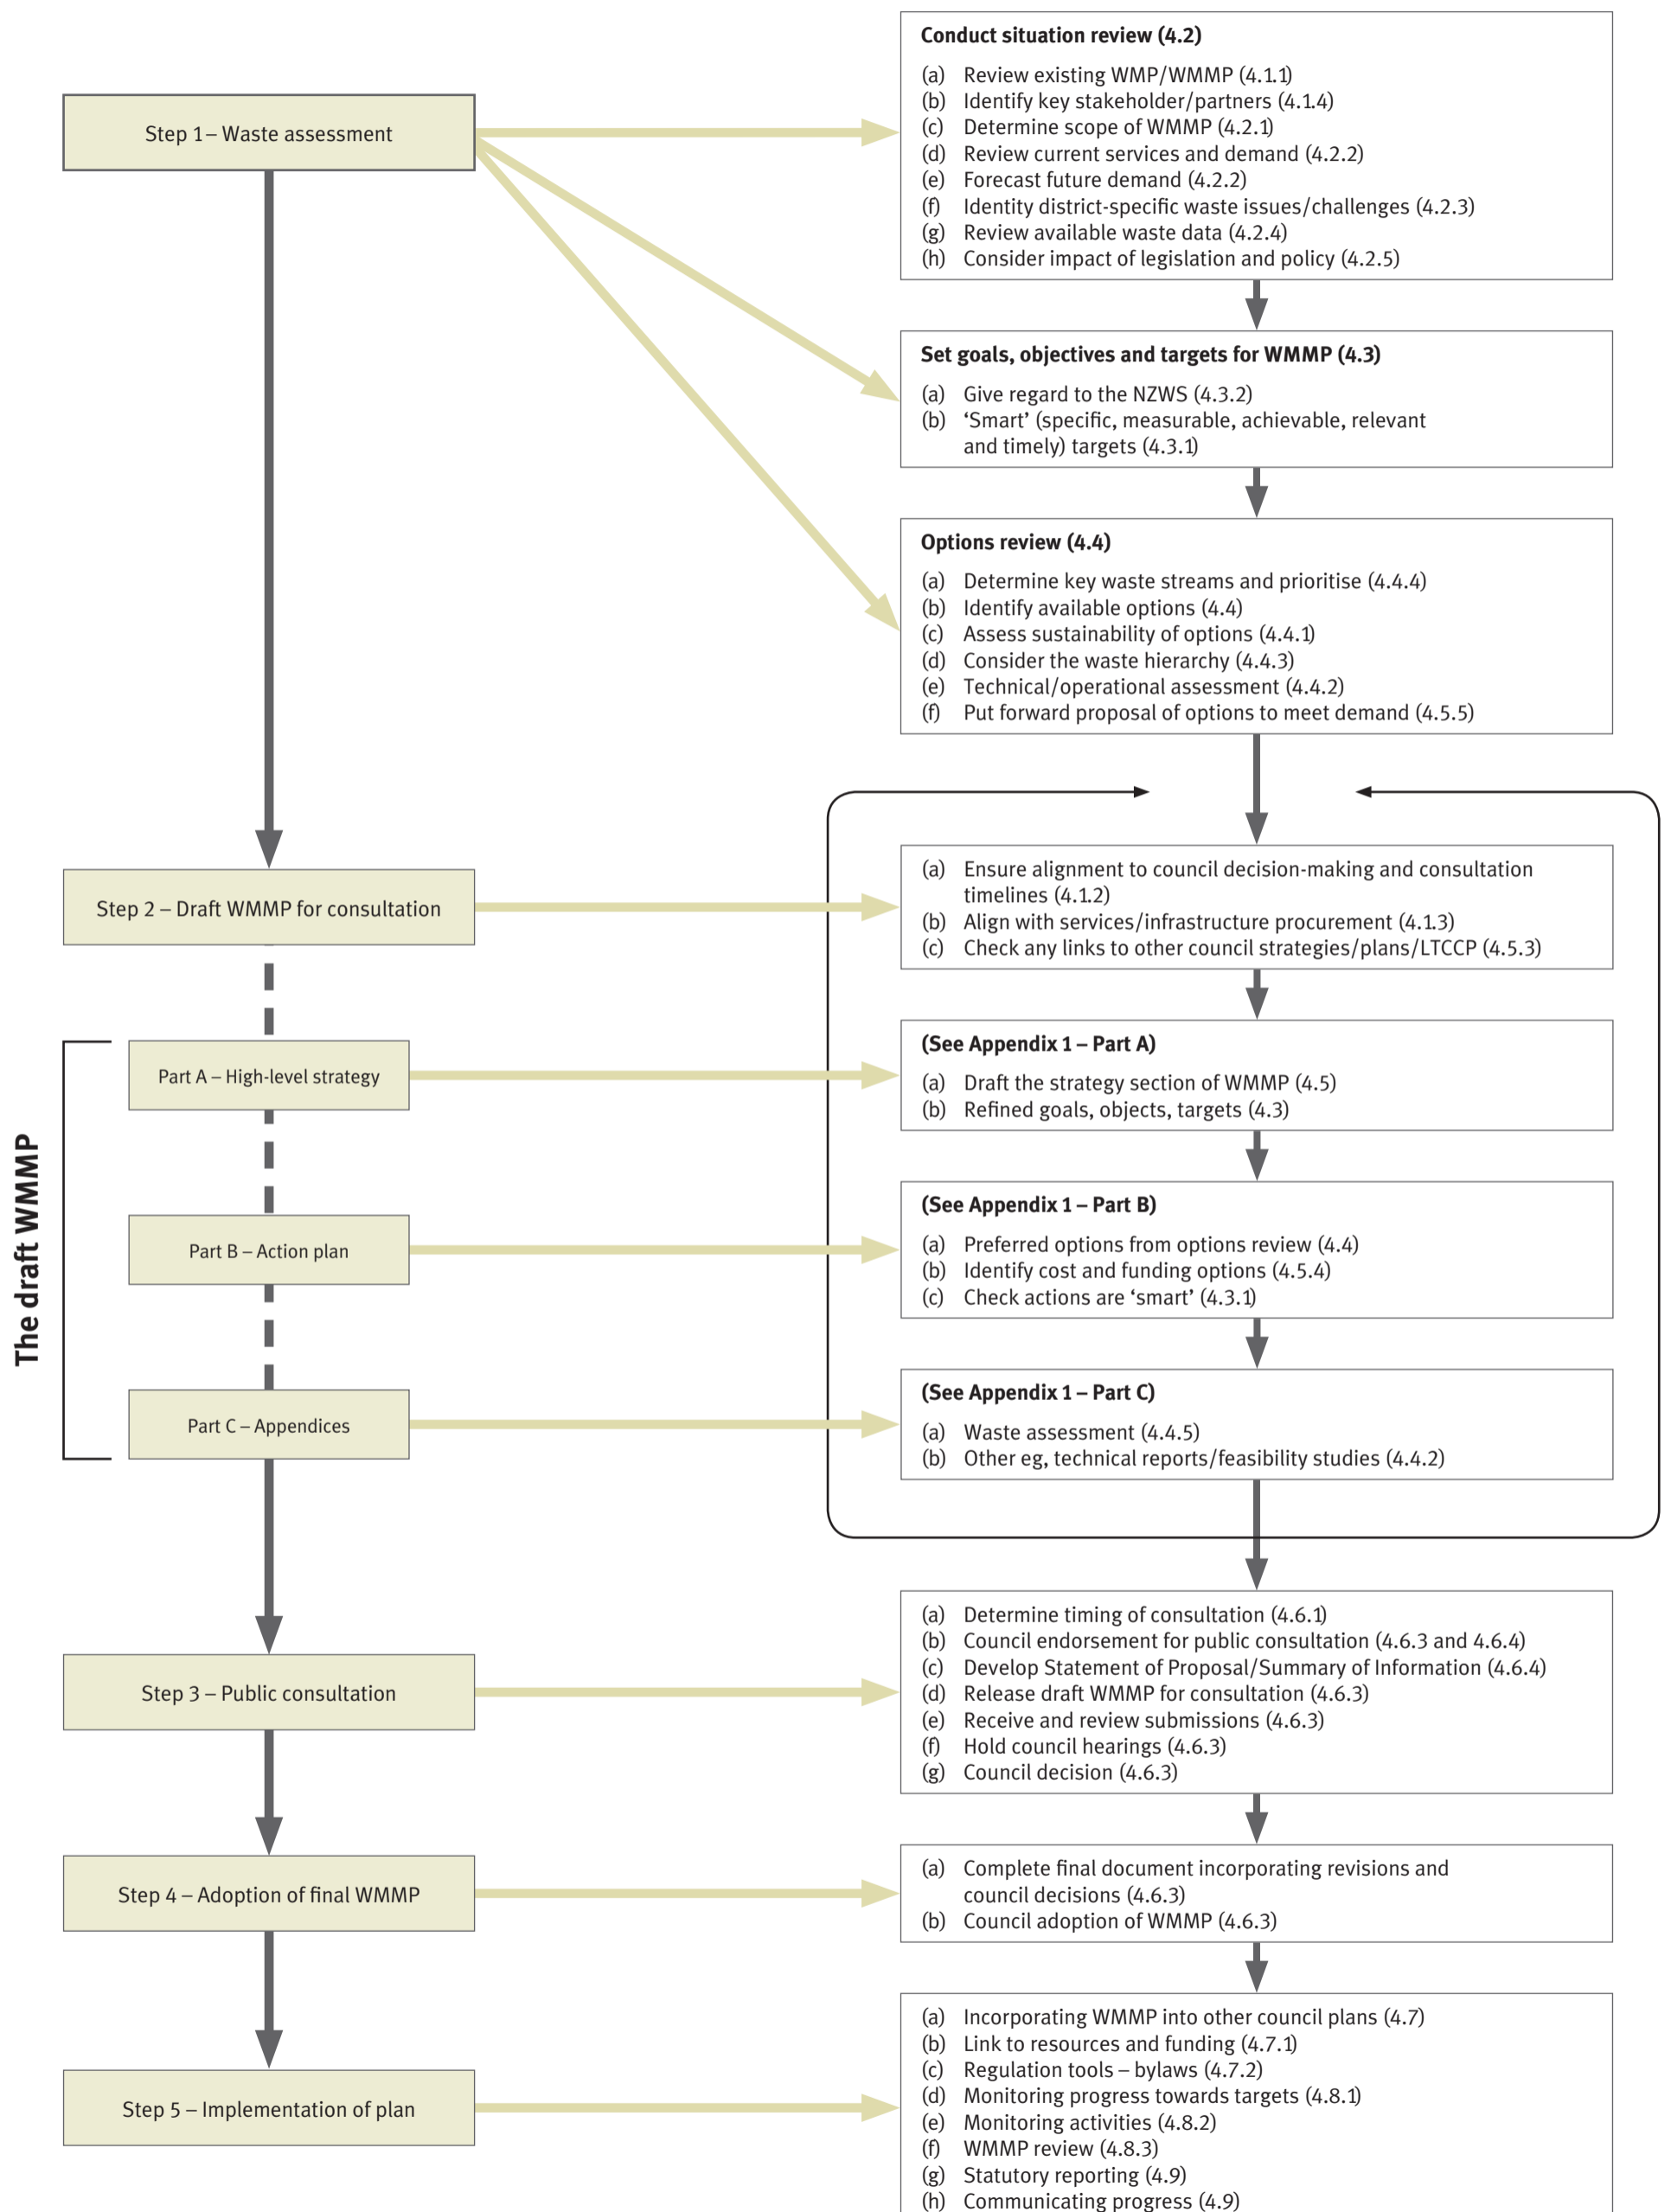 Step 1 – Waste assessment
Conduct situation review (4.2)
(a) Review existing WMP/WMMP (4.1.1)
(b) Identify key stakeholder/partners (4.1.4)
(c) Determine scope of WMMP (4.2.1)
(d) Review current services and demand (4.2.2)
(e) Forecast future demand (4.2.2)
(f) Identity district-specific waste issues/challenges (4.2.3)
(g) Review available waste data (4.2.4)
(h) Consider impact of legislation and policy (4.2.5)
Set goals, objectives and targets for WMMP (4.3)
(a) Give regard to the NZWS (4.3.2)
(b) ‘Smart’ (specific, measurable, achievable, relevant
and timely) targets (4.3.1)
Options review (4.4)
(a) Determine key waste streams and prioritise (4.4.4)
(b) Identify available options (4.4)
(c) Assess sustainability of options (4.4.1)
(d) Consider the waste hierarchy (4.4.3)
(e) Technical/operational assessment (4.4.2)
(f) Put forward proposal of options to meet demand (4.5.5)
Step 2 – Draft WMMP for consultation
(a) Ensure alignment to council decision-making and consultation
timelines (4.1.2)
(b) Align with services/infrastructure procurement (4.1.3)
(c) Check any links to other council strategies/plans/LTCCP (4.5.3)
The draft WMMP
Part A – High-level strategy
(See Appendix 1 – Part A)
(a) Draft the strategy section of WMMP (4.5)
(b) Refined goals, objects, targets (4.3)
Part B – Action plan
(See Appendix 1 – Part B)
(a) Preferred options from options review (4.4)
(b) Identify cost and funding options (4.5.4)
(c) Check actions are ‘smart’ (4.3.1)
Part C – Appendices
(See Appendix 1 – Part C)
(a) Waste assessment (4.4.5)
(b) Other eg, technical reports/feasibility studies (4.4.2)
Step 3 – Public consultation
(a) Determine timing of consultation (4.6.1)
(b) Council endorsement for public consultation (4.6.3 and 4.6.4)
(c) Develop Statement of Proposal/Summary of Information (4.6.4)
(d) Release draft WMMP for consultation (4.6.3)
(e) Receive and review submissions (4.6.3)
(f) Hold council hearings (4.6.3)
(g) Council decision (4.6.3)
Step 4 – Adoption of final WMMP
(a) Complete final document incorporating revisions and
council decisions (4.6.3)
(b) Council adoption of WMMP (4.6.3)
Step 5 – Implementation of plan
(a) Incorporating WMMP into other council plans (4.7)
(b) Link to resources and funding (4.7.1)
(c) Regulation tools – bylaws (4.7.2)
(d) Monitoring progress towards targets (4.8.1)
(e) Monitoring activities (4.8.2)
(f) WMMP review (4.8.3)
(g) Statutory reporting (4.9)
(h) Communicating progress (4.9)